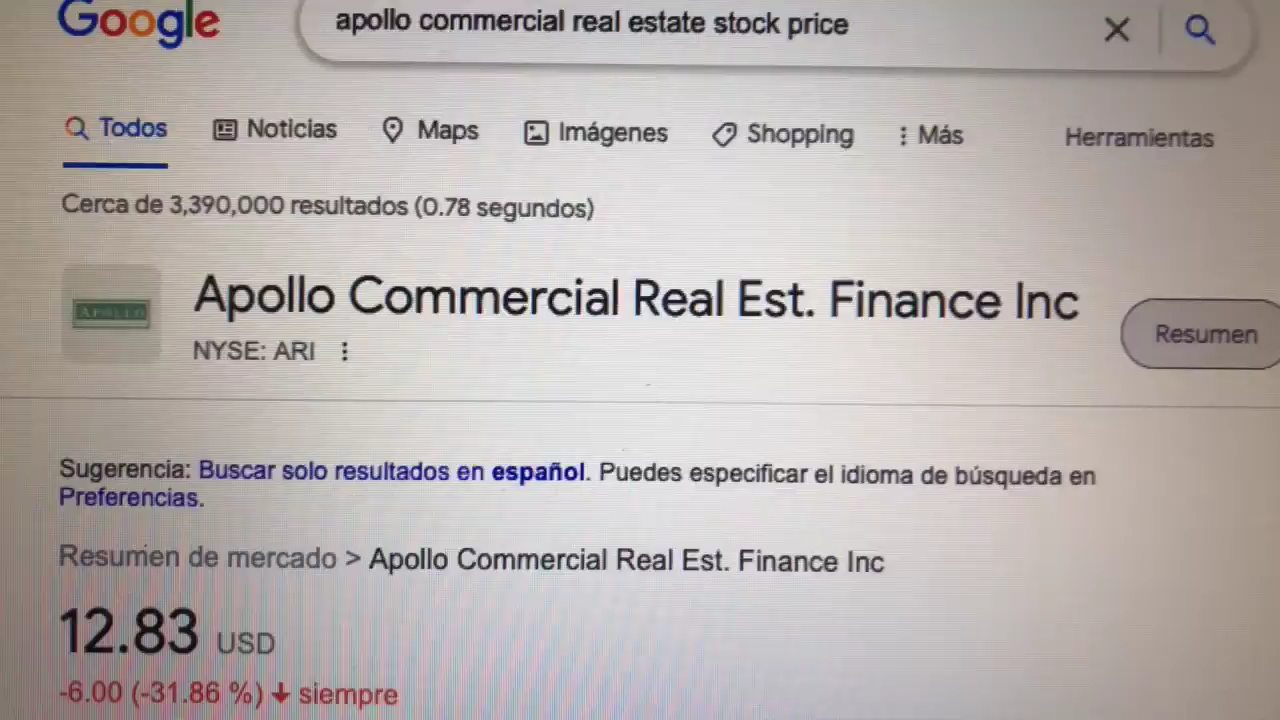 Google
apollo commercial real estate stock price
Todos Noticias Maps Imágenes Shopping Más Herramientas
Cerca de 3,390,000 resultados (0.78 segundos)
APOLLO
Apollo Commercial Real Est. Finance Inc
NYSE: ARI
Resumen
Sugerencia: Buscar solo resultados en español. Puedes especificar el idioma de búsqueda en
Preferencias.
Resumen de mercado > Apollo Commercial Real Est. Finance Inc
12.83 USD
-6.00 (-31.86 %) ↓ siempre